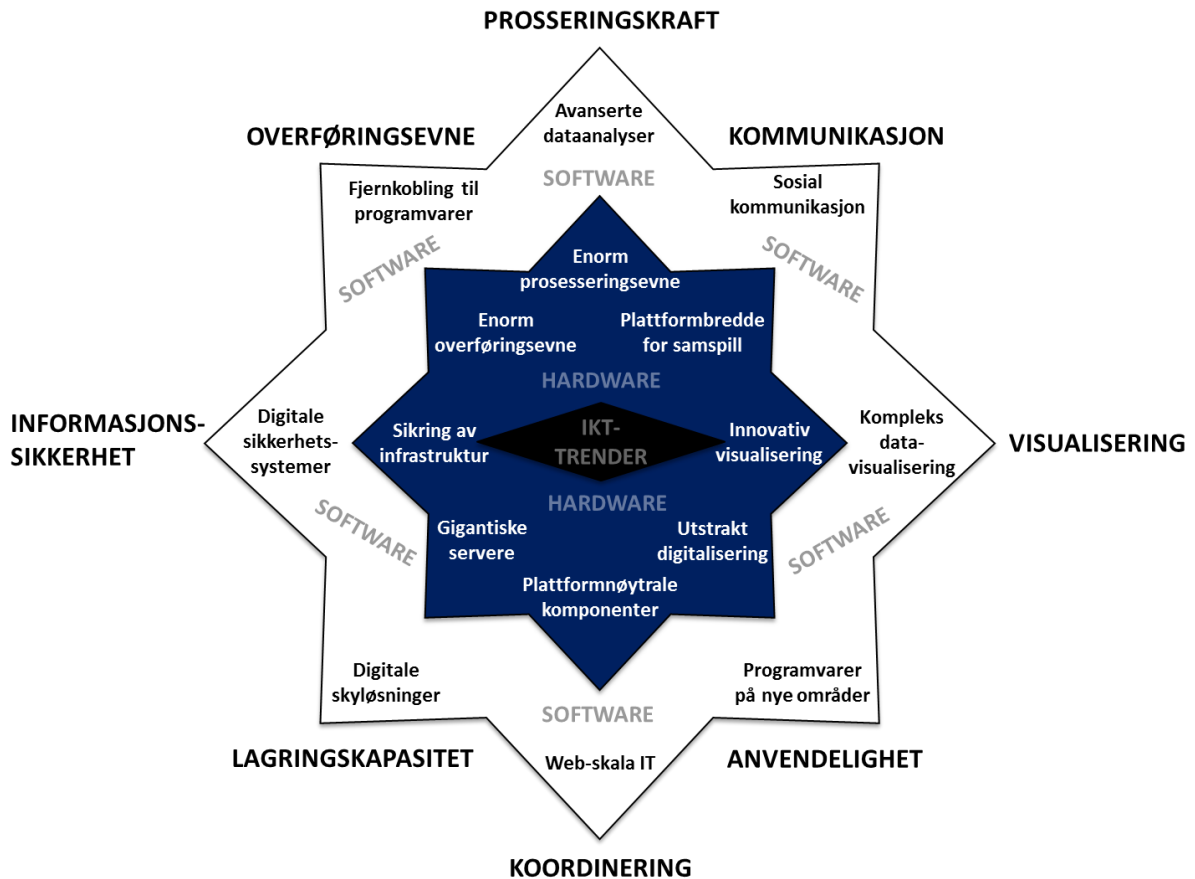 PROSSERINGSKRAFT
Avanserte
dataanalyser
OVERFØRINGSEVNE
KOMMUNIKASJON
SOFTWARE
Fjernkobling til
programvarer
Sosial
kommunikasjon
SOFTWARE
SOFTWARE
Enorm
prosesseringsevne
Enorm
overføringsevne
Plattformbredde
for samspill
HARDWARE
INFORMASJONS-
SIKKERHET
Digitale
sikkerhets-
systemer
Sikring av
infrastruktur
IKT-
TRENDER
Innovativ
visualisering
Kompleks
data-
visualisering
VISUALISERING
HARDWARE
SOFTWARE
SOFTWARE
Gigantiske
servere
Utstrakt
digitalisering
Plattformnøytrale
komponenter
Digitale
skyløsninger
Programvarer
på nye områder
SOFTWARE
LAGRINGSKAPASITET
Web-skala IT
ANVENDELIGHET
KOORDINERING